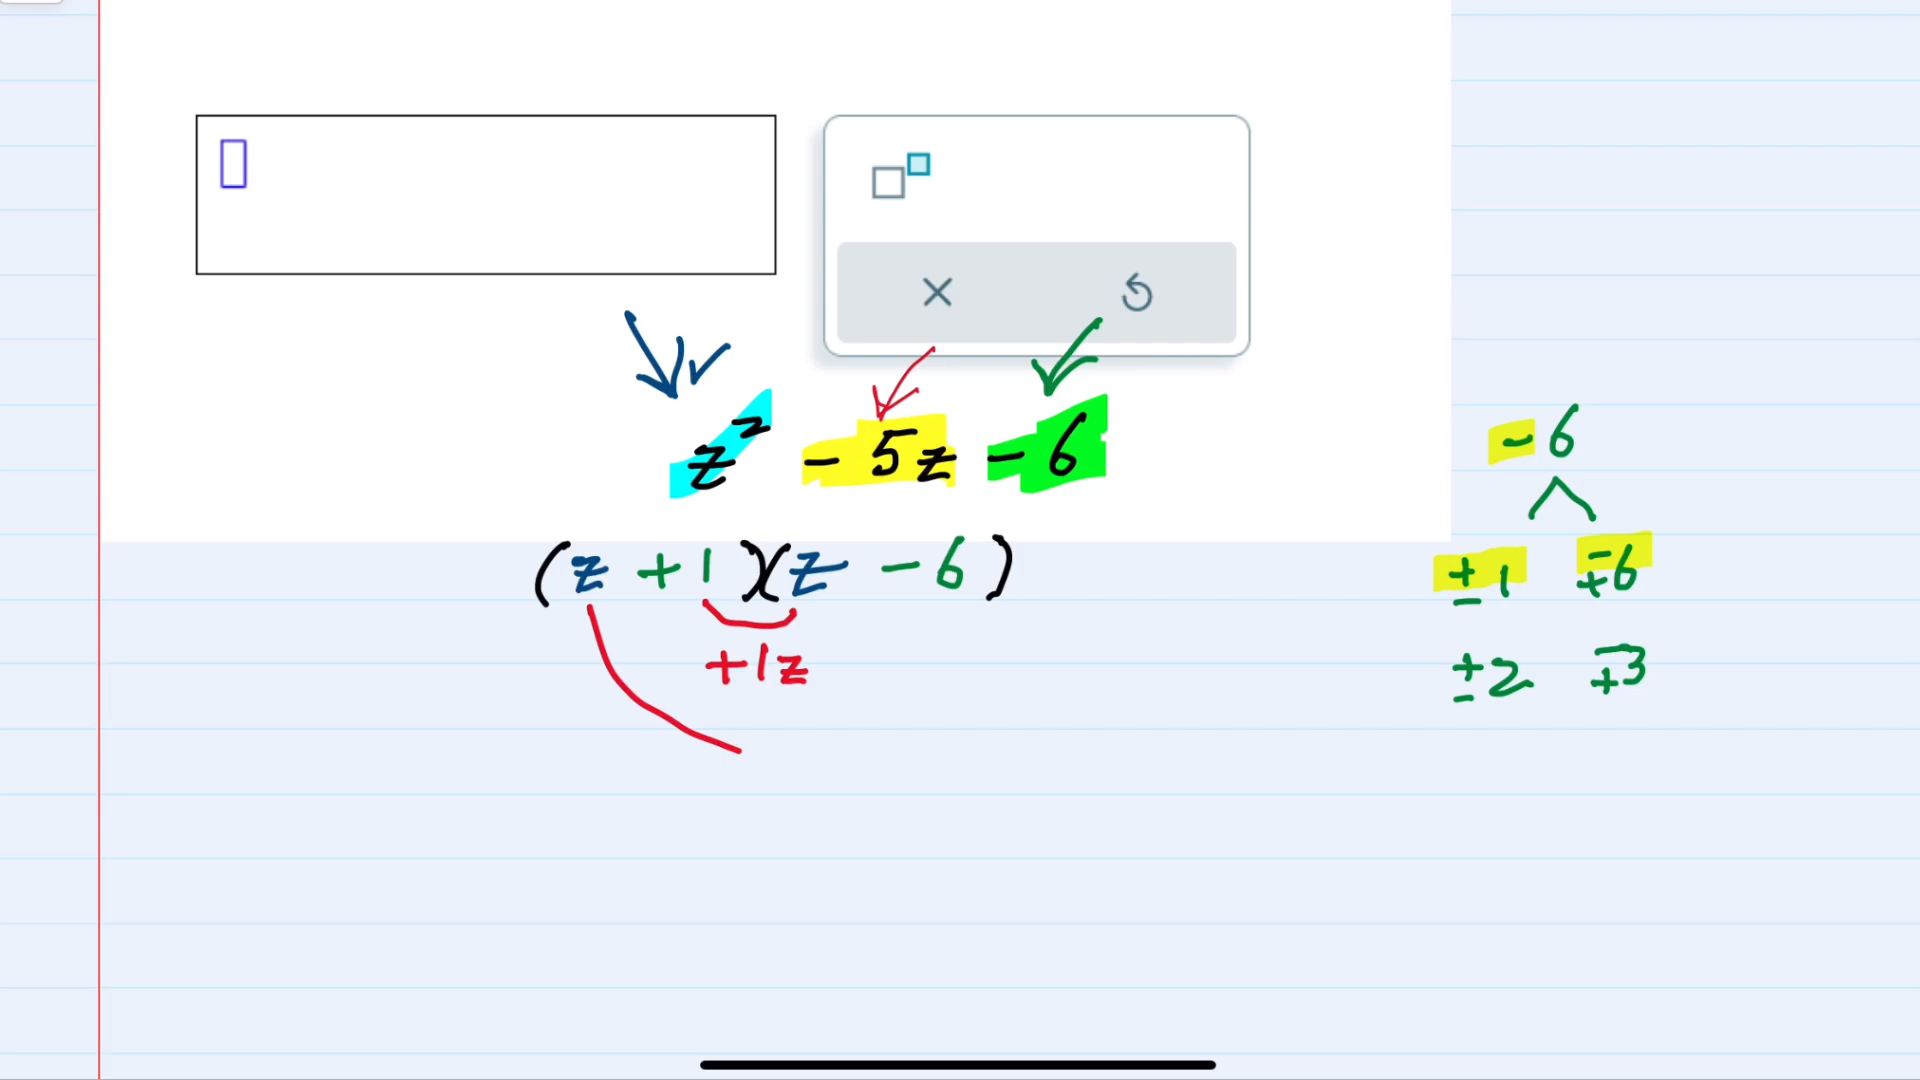 z² - 5z - 6
(z + 1)(z - 6)
+1z
- 6
± 1 ∓ 6
± 2 ∓ 3